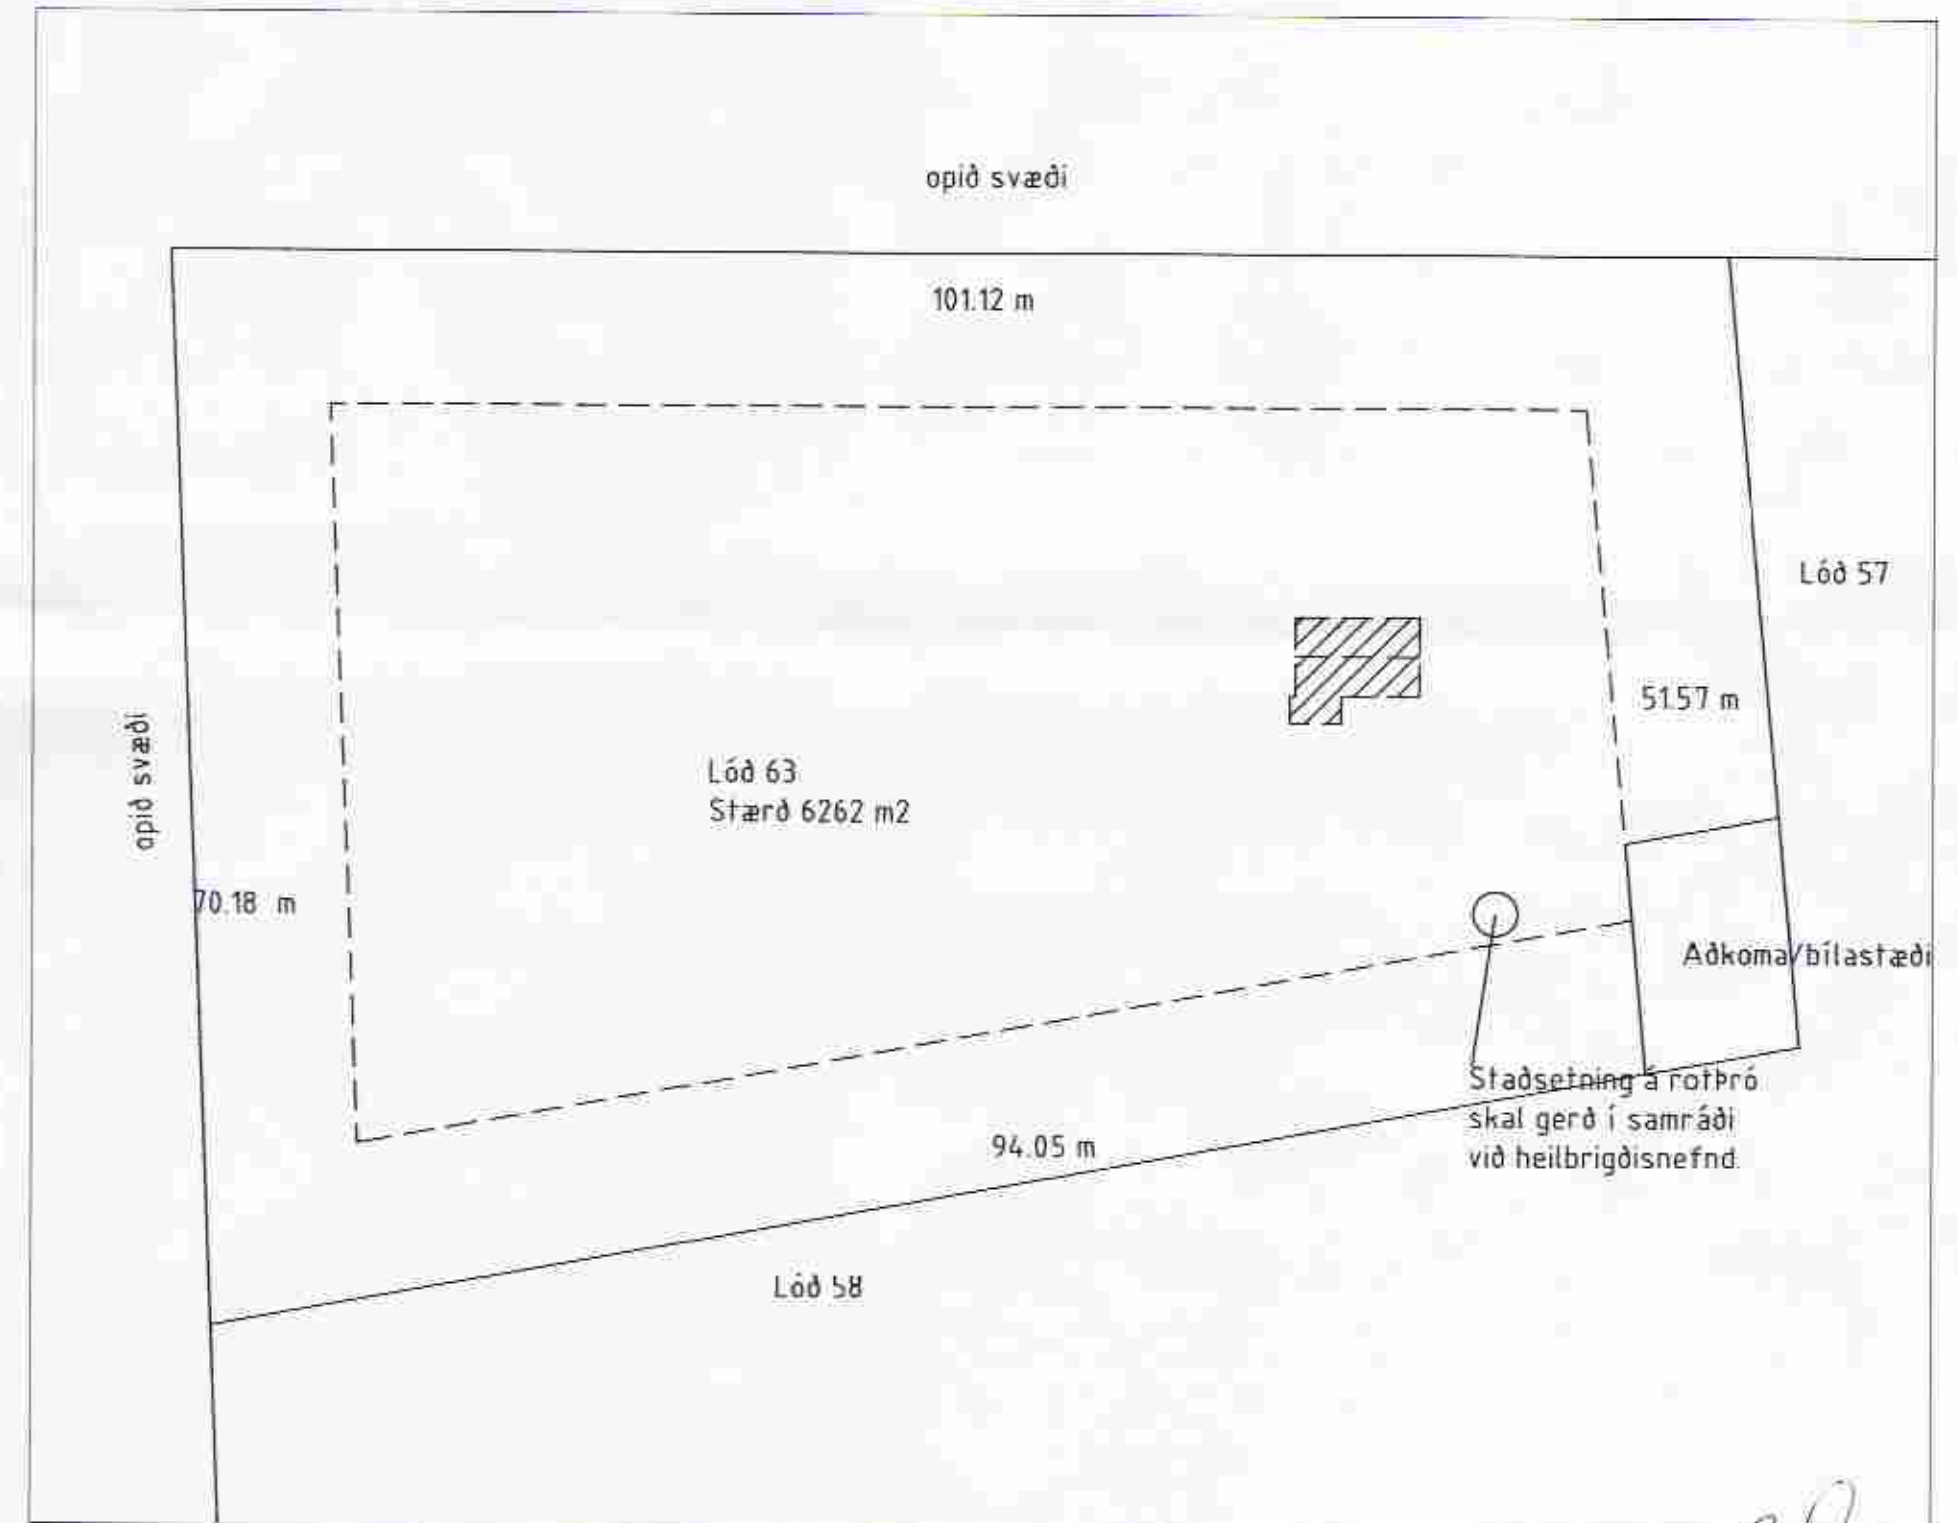 opið svæði
101.12 m
Lóð 57
51.57 m
opið svæði
Lóð 63
Stærð 6262 m2
70.18 m
Aðkoma/bílastæði
Staðsetning á rotþró
skal gerð í samráði
við heilbrigðisnefnd.
94.05 m
Lóð 58